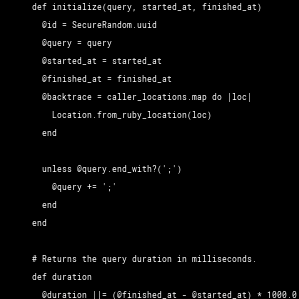 def initialize(query, started_at, finished_at)
@id = SecureRandom.uuid
@query = query
@started_at = started_at
@finished_at = finished_at
@backtrace = caller_locations.map do |loc|
Location.from_ruby_location(loc)
end
unless @query.end_with?(';')
@query += ';'
end
end
# Returns the query duration in milliseconds.
def duration
@duration ||= (@finished_at - @started_at) * 1000.0